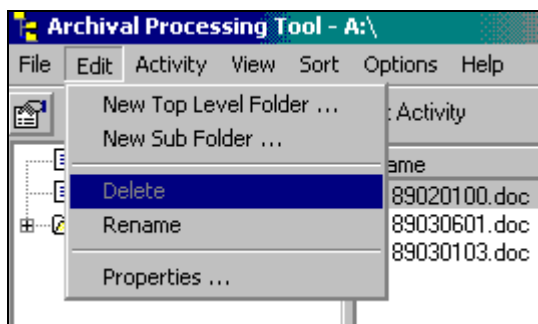 Archival Processing Tool - A:\
File Edit Activity View Sort Options Help
New Top Level Folder ...
: Activity
New Sub Folder ...
ame
Delete
89020100.doc
Rename
89030601.doc
89030103.doc
Properties ...